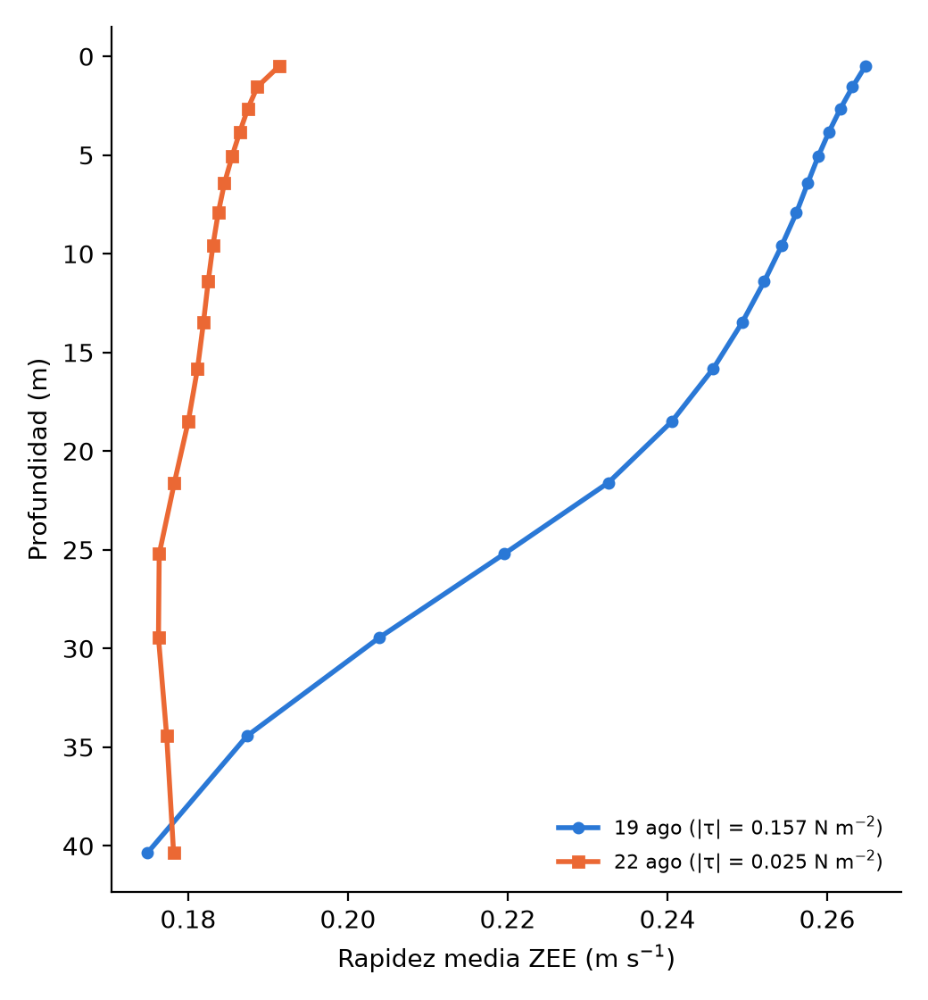 0
5
10
15
20
25
30
35
40
Profundidad (m)
0.18 0.20 0.22 0.24 0.26
Rapidez media ZEE (m s⁻¹)
19 ago (|τ| = 0.157 N m⁻²)
22 ago (|τ| = 0.025 N m⁻²)